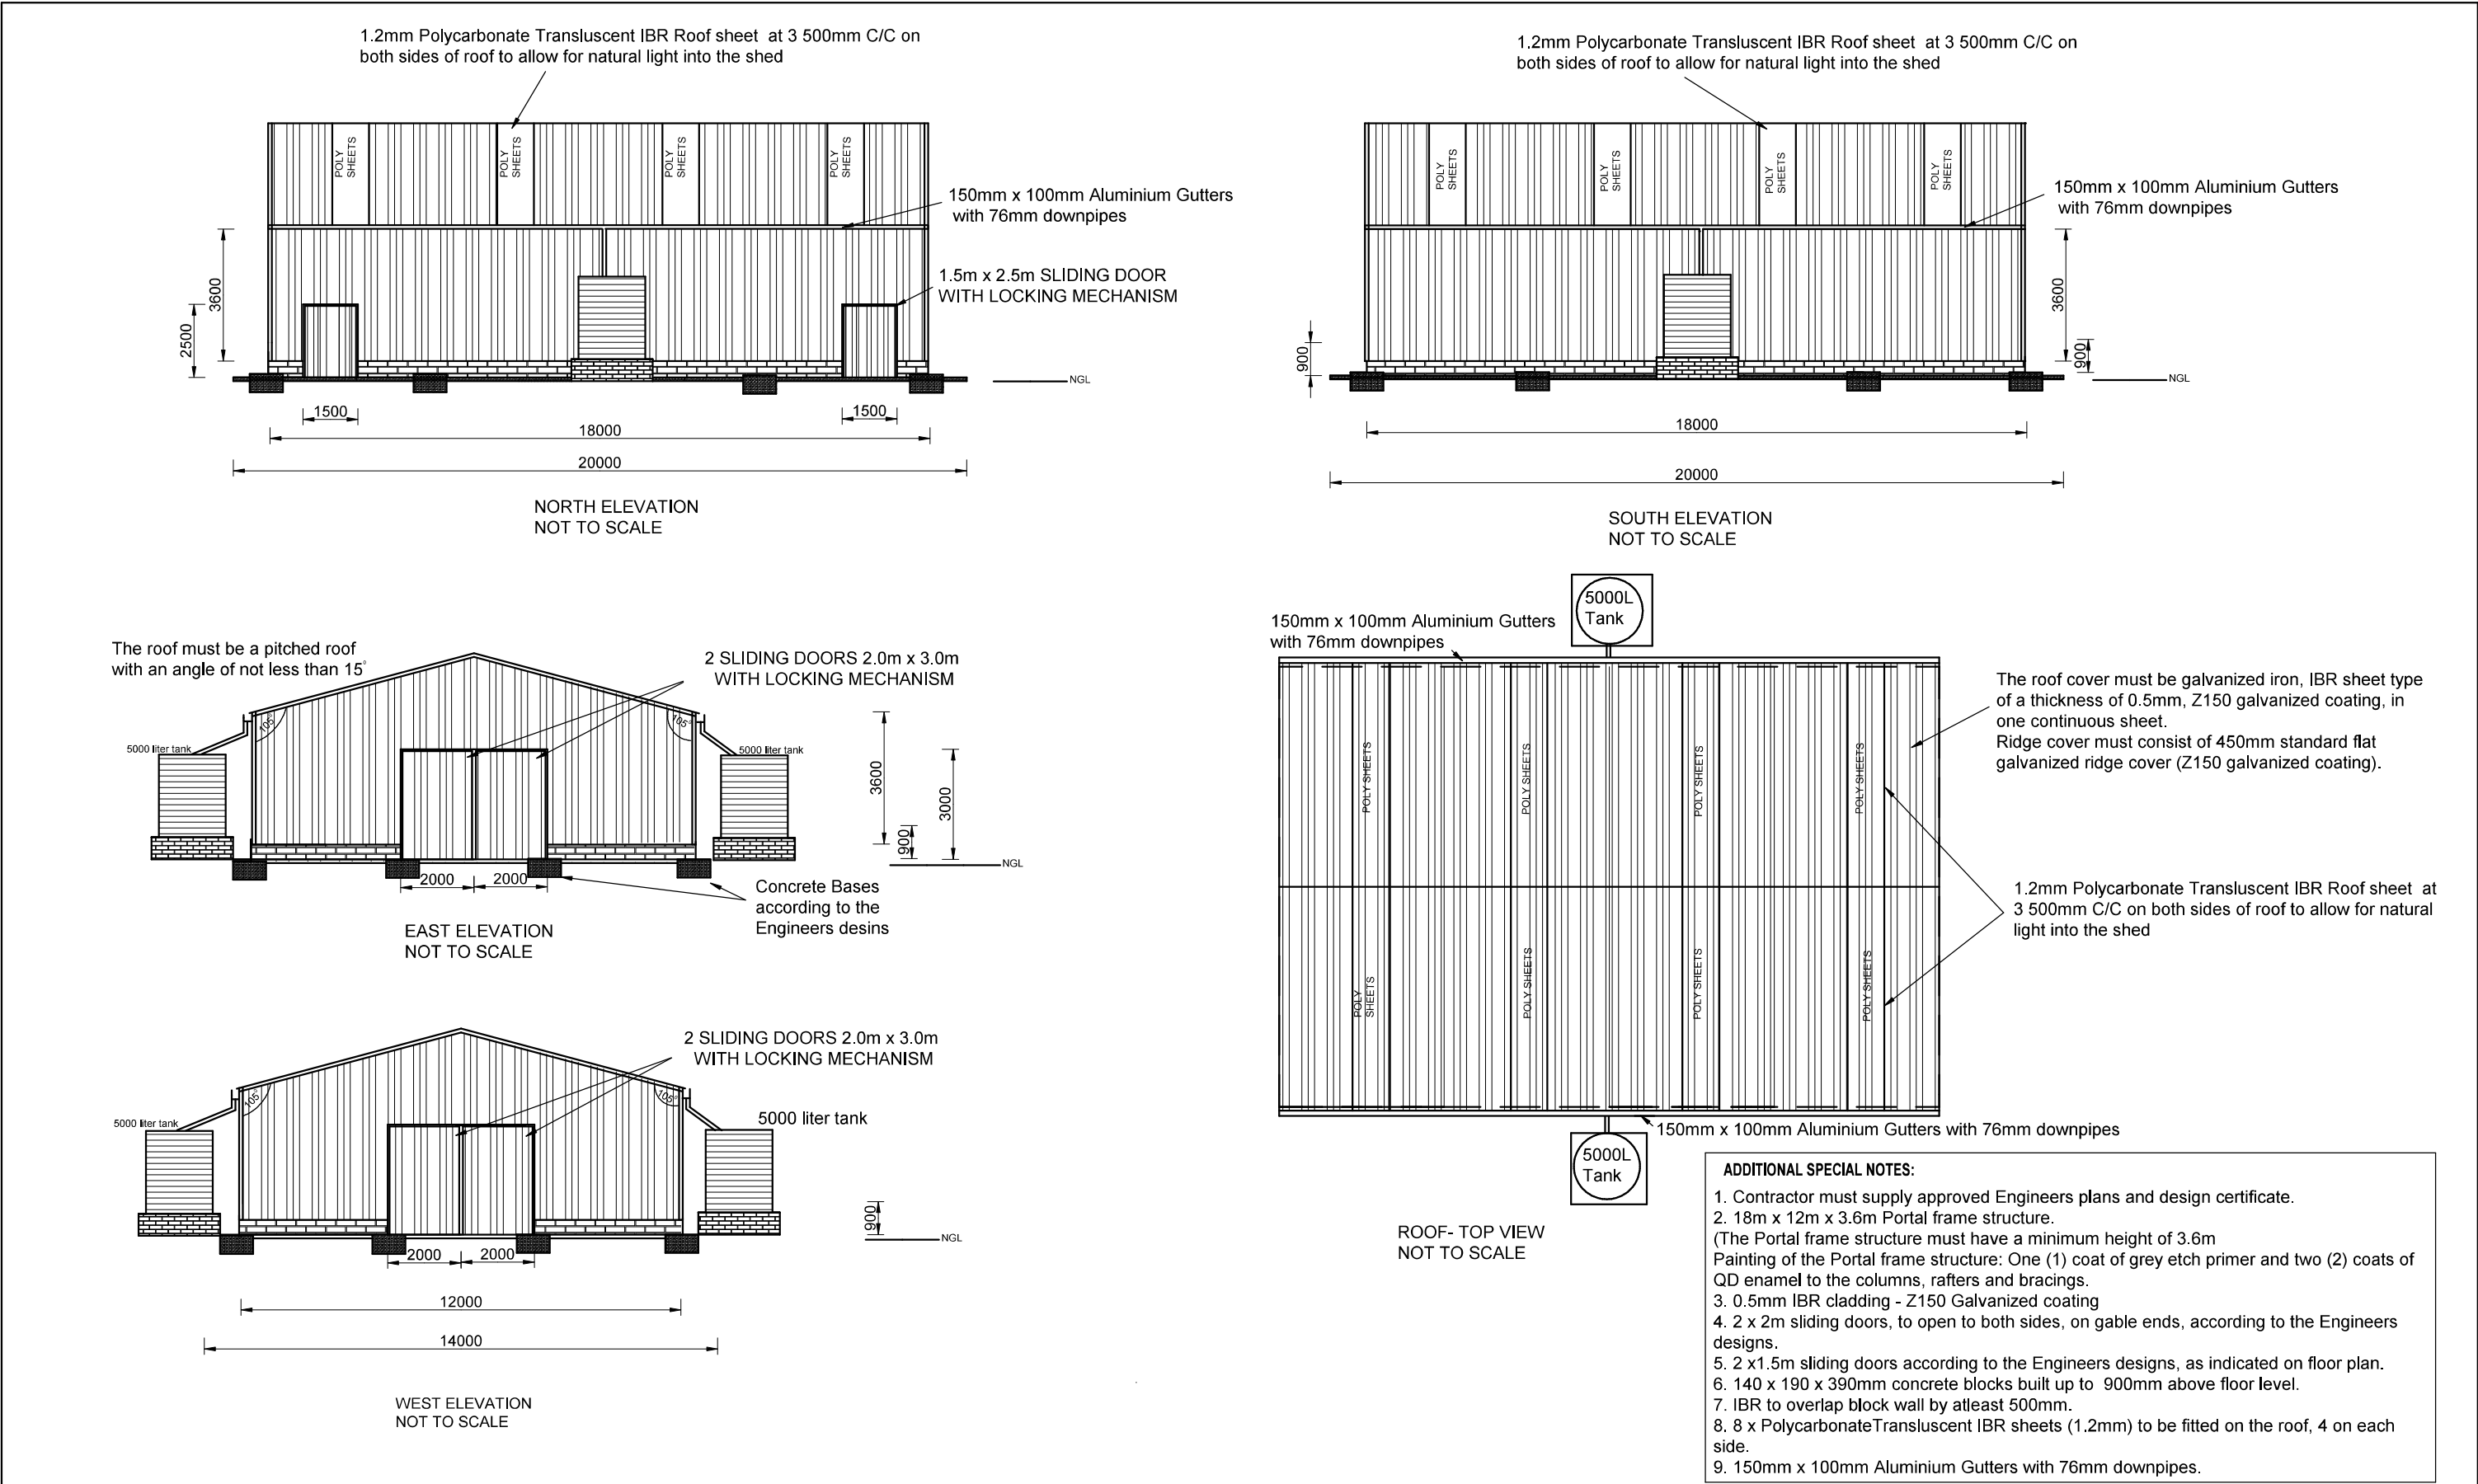 1.2mm Polycarbonate Transluscent IBR Roof sheet at 3 500mm C/C on
both sides of roof to allow for natural light into the shed
POLY
SHEETS
POLY
SHEETS
POLY
SHEETS
POLY
SHEETS
150mm x 100mm Aluminium Gutters
with 76mm downpipes
1.5m x 2.5m SLIDING DOOR
WITH LOCKING MECHANISM
3600
2500
NGL
1500
1500
18000
20000
NORTH ELEVATION
NOT TO SCALE
1.2mm Polycarbonate Transluscent IBR Roof sheet at 3 500mm C/C on
both sides of roof to allow for natural light into the shed
POLY
SHEETS
POLY
SHEETS
POLY
SHEETS
POLY
SHEETS
150mm x 100mm Aluminium Gutters
with 76mm downpipes
3600
900
900
NGL
18000
20000
SOUTH ELEVATION
NOT TO SCALE
The roof must be a pitched roof
with an angle of not less than 15°
2 SLIDING DOORS 2.0m x 3.0m
WITH LOCKING MECHANISM
105°
105°
5000 liter tank
5000 liter tank
3600
3000
900
NGL
2000
2000
Concrete Bases
according to the
Engineers desins
EAST ELEVATION
NOT TO SCALE
2 SLIDING DOORS 2.0m x 3.0m
WITH LOCKING MECHANISM
105°
105°
5000 liter tank
5000 liter tank
900
NGL
2000
2000
12000
14000
WEST ELEVATION
NOT TO SCALE
5000L
Tank
150mm x 100mm Aluminium Gutters
with 76mm downpipes
The roof cover must be galvanized iron, IBR sheet type
of a thickness of 0.5mm, Z150 galvanized coating, in
one continuous sheet.
Ridge cover must consist of 450mm standard flat
galvanized ridge cover (Z150 galvanized coating).
POLY SHEETS
POLY SHEETS
POLY SHEETS
POLY SHEETS
1.2mm Polycarbonate Transluscent IBR Roof sheet at
3 500mm C/C on both sides of roof to allow for natural
light into the shed
POLY
SHEETS
POLY SHEETS
POLY SHEETS
POLY SHEETS
150mm x 100mm Aluminium Gutters with 76mm downpipes
5000L
Tank
ROOF- TOP VIEW
NOT TO SCALE
ADDITIONAL SPECIAL NOTES:
1. Contractor must supply approved Engineers plans and design certificate.
2. 18m x 12m x 3.6m Portal frame structure.
(The Portal frame structure must have a minimum height of 3.6m
Painting of the Portal frame structure: One (1) coat of grey etch primer and two (2) coats of
QD enamel to the columns, rafters and bracings.
3. 0.5mm IBR cladding - Z150 Galvanized coating
4. 2 x 2m sliding doors, to open to both sides, on gable ends, according to the Engineers
designs.
5. 2 x1.5m sliding doors according to the Engineers designs, as indicated on floor plan.
6. 140 x 190 x 390mm concrete blocks built up to 900mm above floor level.
7. IBR to overlap block wall by atleast 500mm.
8. 8 x PolycarbonateTransluscent IBR sheets (1.2mm) to be fitted on the roof, 4 on each
side.
9. 150mm x 100mm Aluminium Gutters with 76mm downpipes.